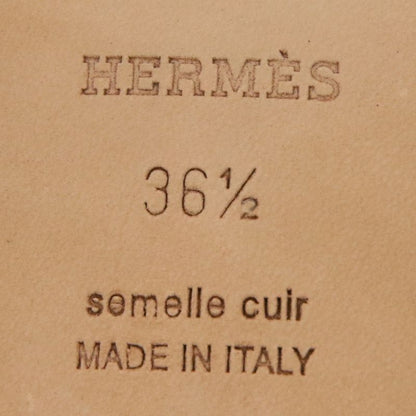 HERMÈS
36½
semelle cuir
MADE IN ITALY